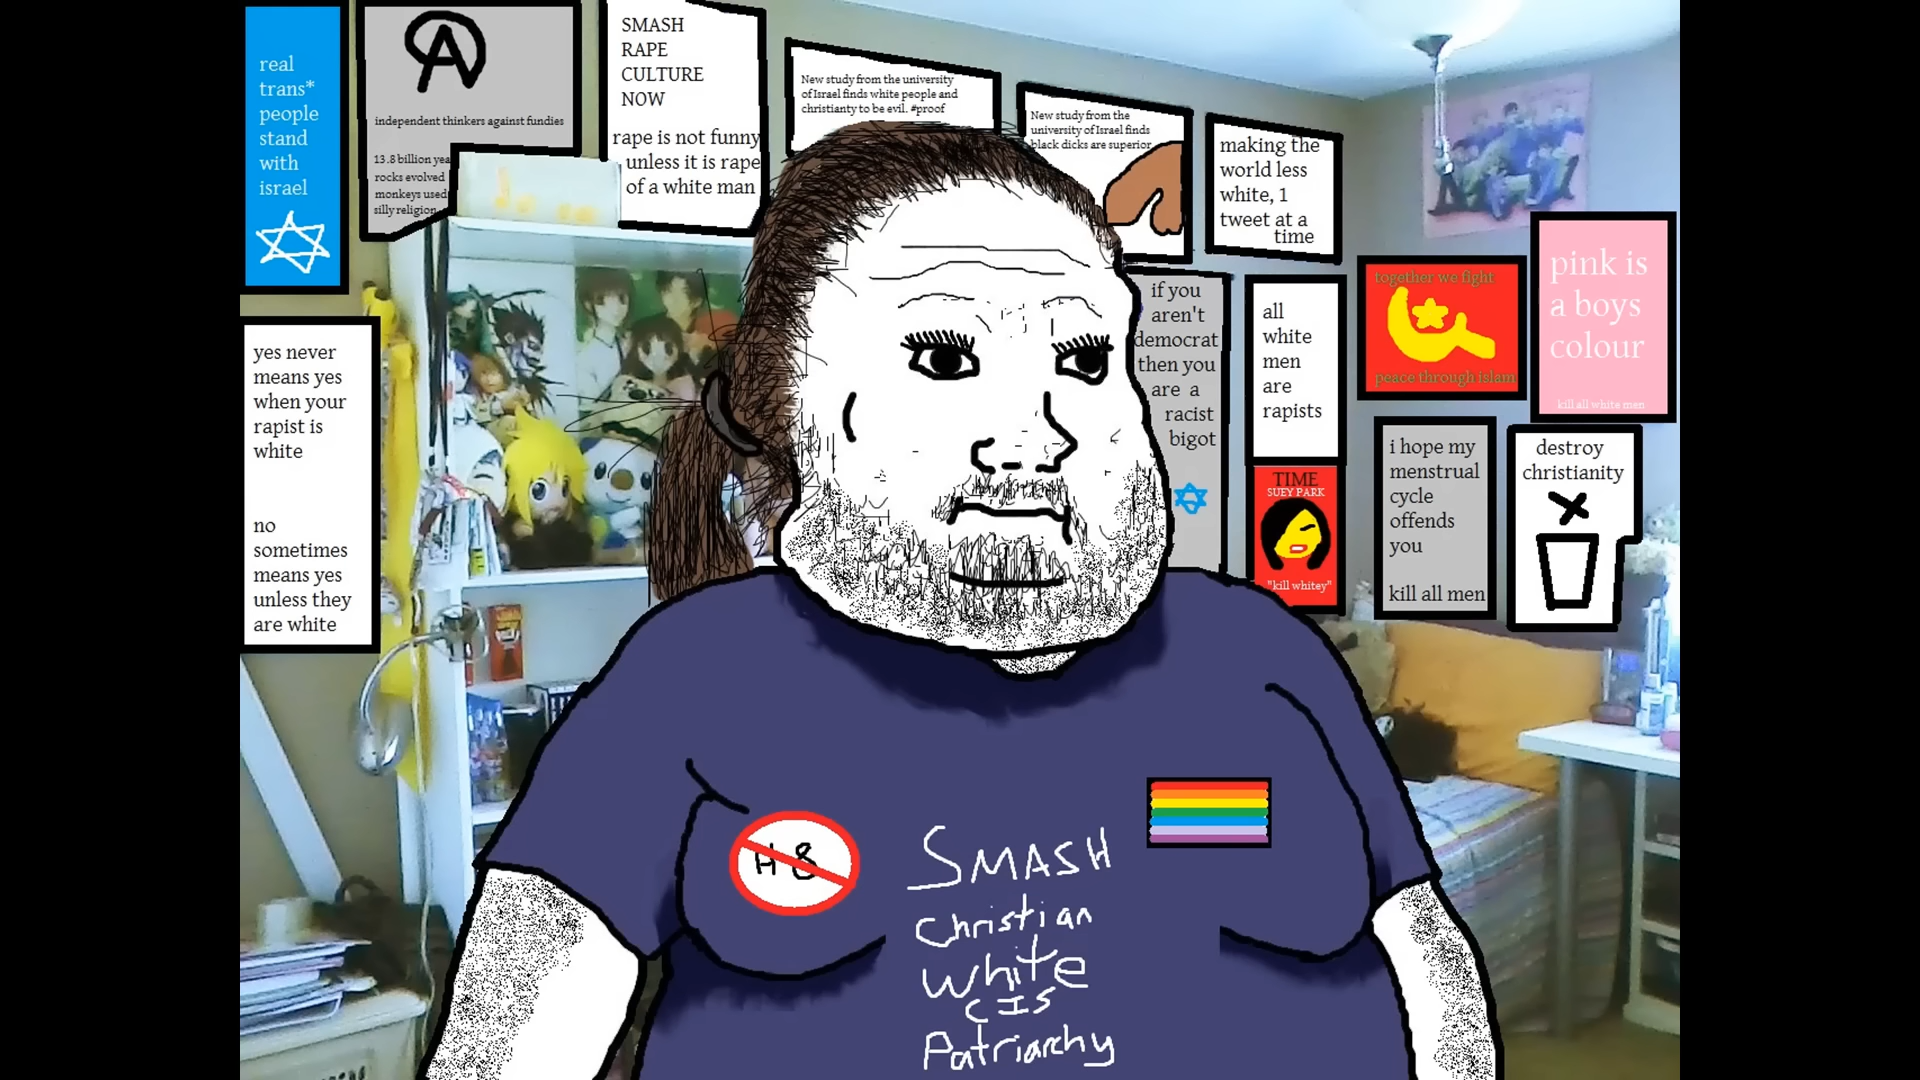 real
trans*
people
stand
with
israel
independent thinkers against fundies
13.8 billion
rocks evolved
monkeys used
silly religion
SMASH
RAPE
CULTURE
NOW
rape is not funny
unless it is rape
of a white man
New study from the university
of Israel finds white people and
christianty to be evil. #proof
New study from the
university of Israel finds
black dicks are superior
making the
world less
white, 1
tweet at a
time
yes never
means yes
when your
rapist is
white
no
sometimes
means yes
unless they
are white
if you
aren't
democrat
then you
are a
racist
bigot
all
white
men
are
rapists
together we fight
peace through islam
pink is
a boys
colour
kill all white men
TIME
SUEY PARK
"kill whitey"
i hope my
menstrual
cycle
offends
you
kill all men
destroy
christianity
H8
SMASH
Christian
White
CIS
Patriarchy